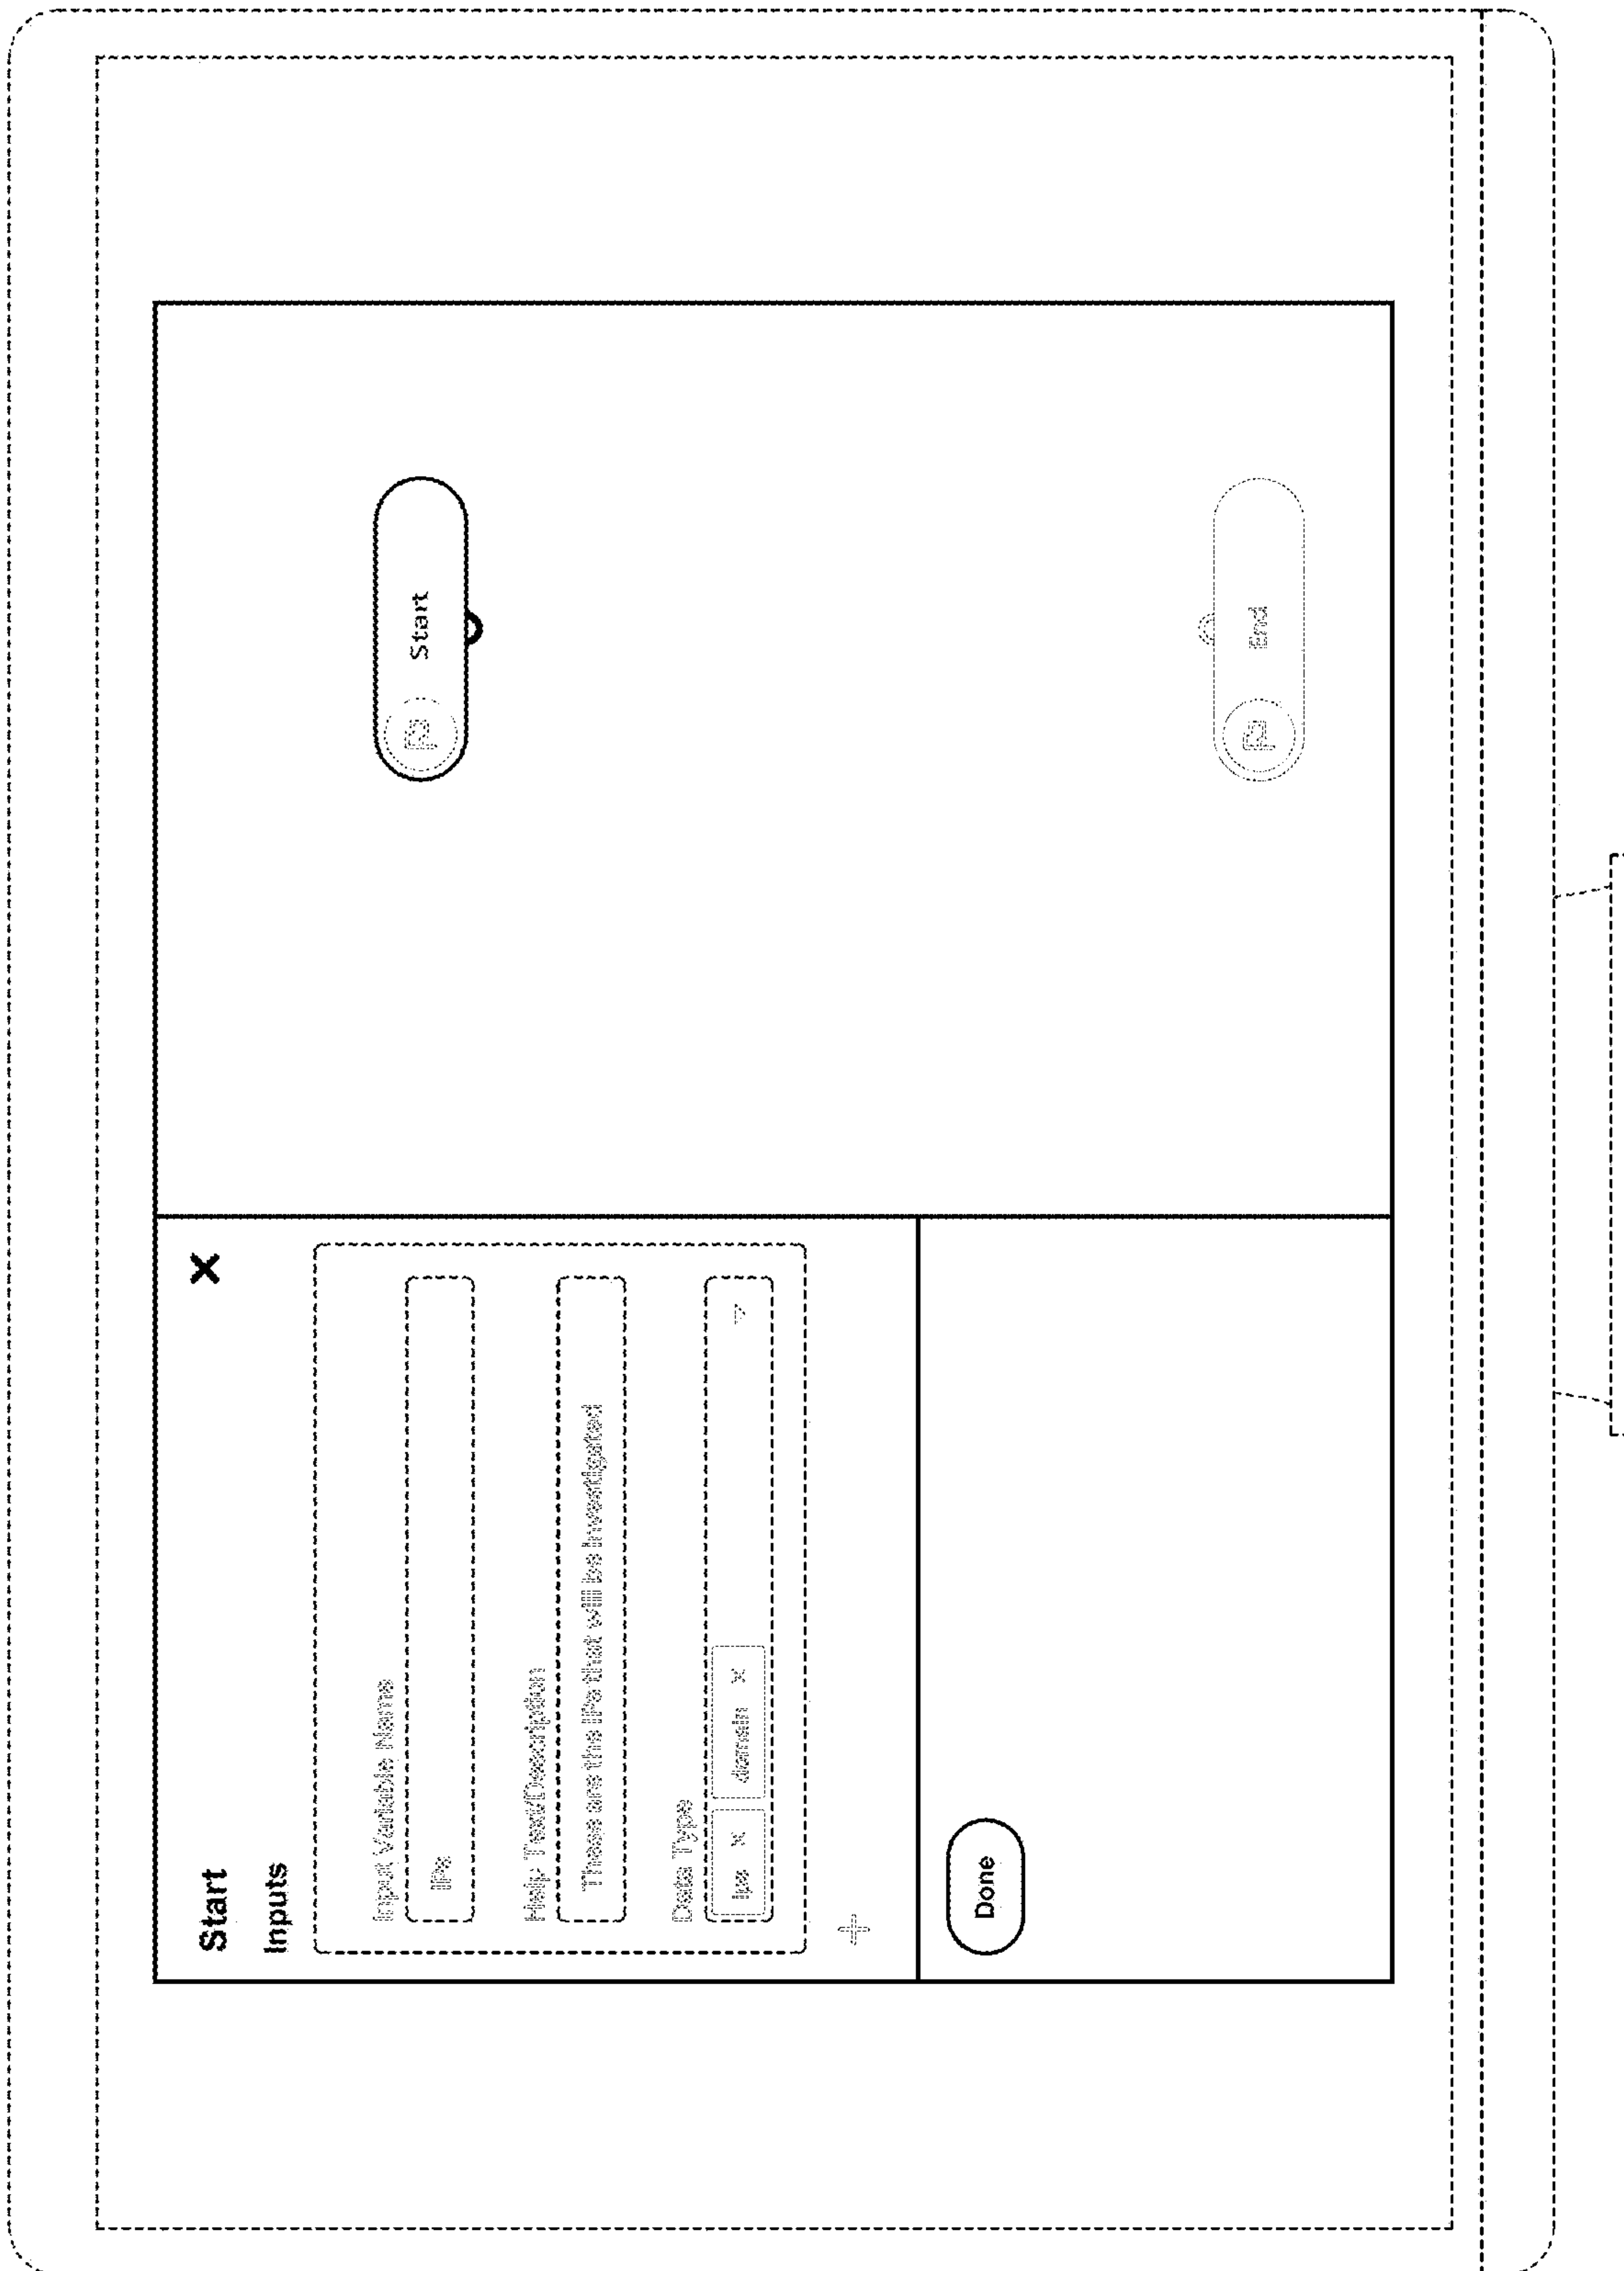 Start
X
Inputs
Input Variable Name
IPs
Help Text/Description
These are the IPs that will be investigated
Data Type
ips x domain x
Done
Start
End